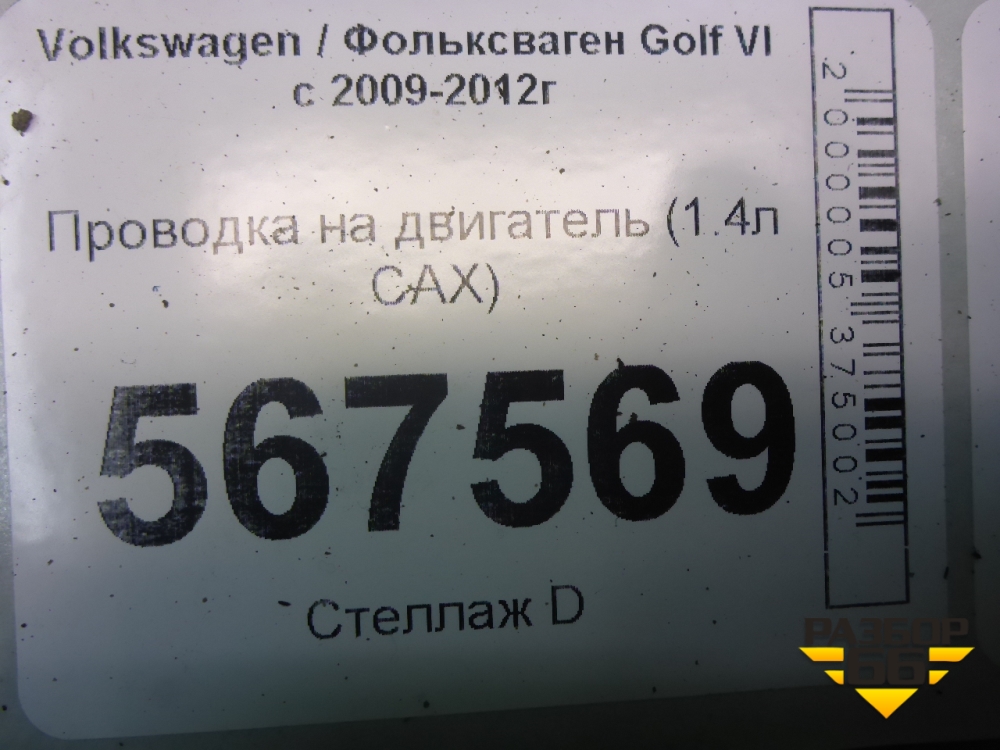 Volkswagen / Фольксваген Golf VI
с 2009-2012г
Проводка на двигатель (1.4л
CAX)
567569
Стеллаж D
2000005375002
РАЗБОР
66